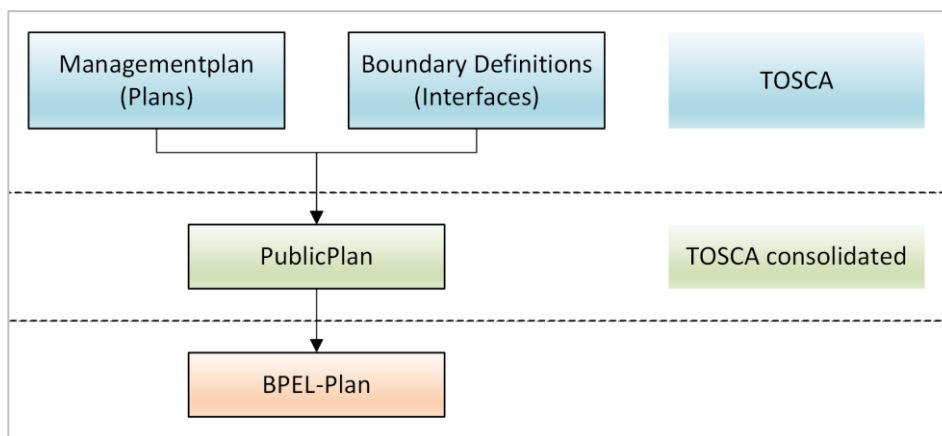 Managementplan
(Plans)
Boundary Definitions
(Interfaces)
TOSCA
PublicPlan
TOSCA consolidated
BPEL-Plan